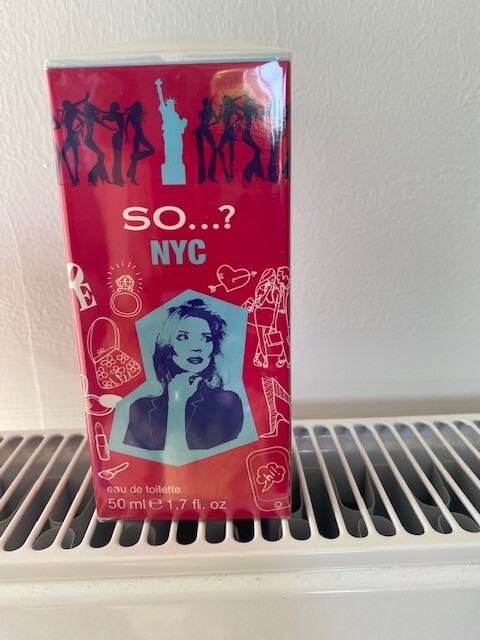 SO...?
NYC
E
eau de toilette
50 ml e 1.7 fl. oz